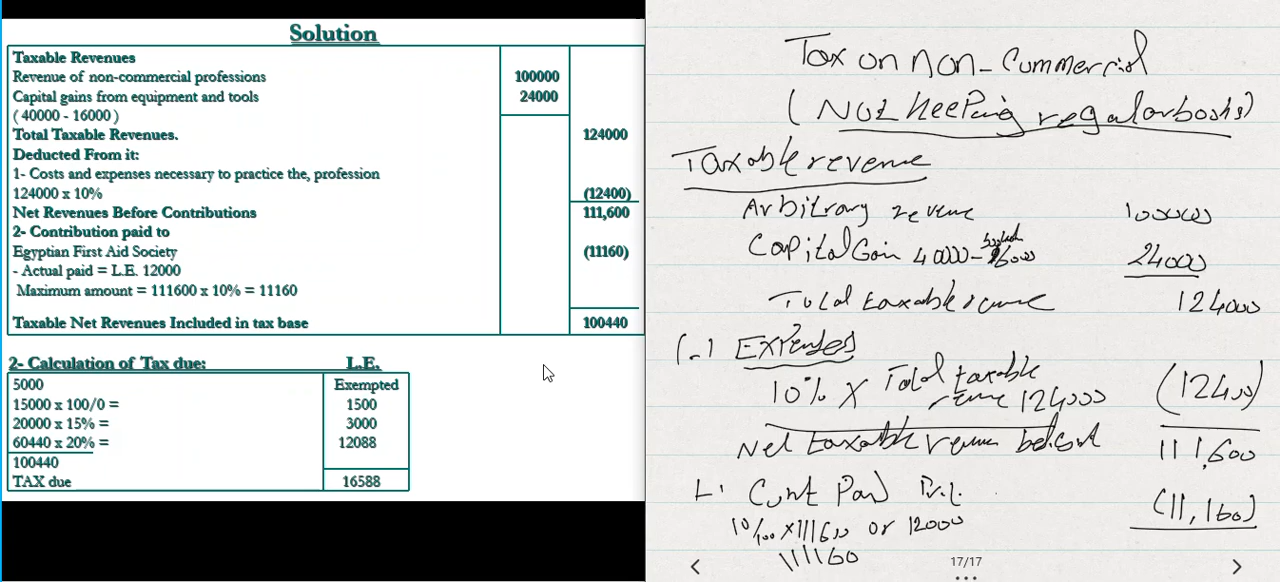 Solution
Taxable Revenues
Revenue of non-commercial professions 100000
Capital gains from equipment and tools 24000
( 40000 - 16000 )
Total Taxable Revenues. 124000
Deducted From it:
1- Costs and expenses necessary to practice the, profession
124000 x 10% (12400)
Net Revenues Before Contributions 111,600
2- Contribution paid to
Egyptian First Aid Society (11160)
- Actual paid = L.E. 12000
Maximum amount = 111600 x 10% = 11160
Taxable Net Revenues Included in tax base 100440
2- Calculation of Tax due: L.E.
5000 Exempted
15000 x 100/0 = 1500
20000 x 15% = 3000
60440 x 20% = 12088
100440
TAX due 16588
Tax on non-Commercial
(Not keeping regular books)
Taxable revenue
Arbitrary revenue 100000
Capital Gain 40000 - 16000 24000
Total taxable revenue 124000
(-) Expenses
10% X Total taxable
revenue 124000 (12400)
Net taxable revenue 111,600
Cont Paid (11,160)
10/100 x 111600 or 12000
111160
17/17